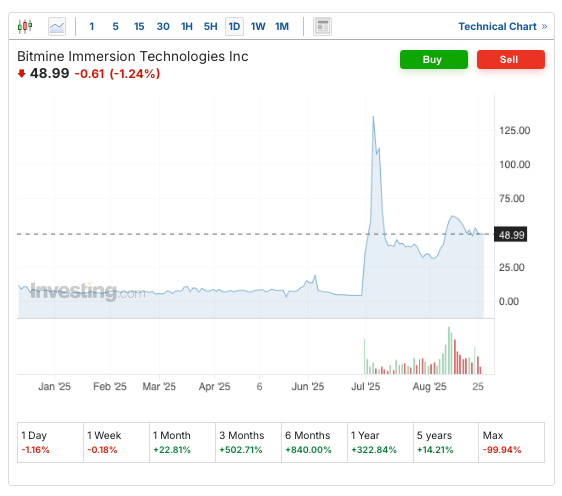 1 5 15 30 1H 5H 1D 1W 1M Technical Chart »
Bitmine Immersion Technologies Inc
48.99 -0.61 (-1.24%)
Buy Sell
125.00
100.00
75.00
48.99
25.00
0.00
Investing.com
Jan '25 Feb '25 Mar '25 Apr '25 6 Jun '25 Jul '25 Aug '25 25
1 Day 1 Week 1 Month 3 Months 6 Months 1 Year 5 years Max
-1.16% -0.18% +22.81% +502.71% +840.00% +322.84% +14.21% -99.94%